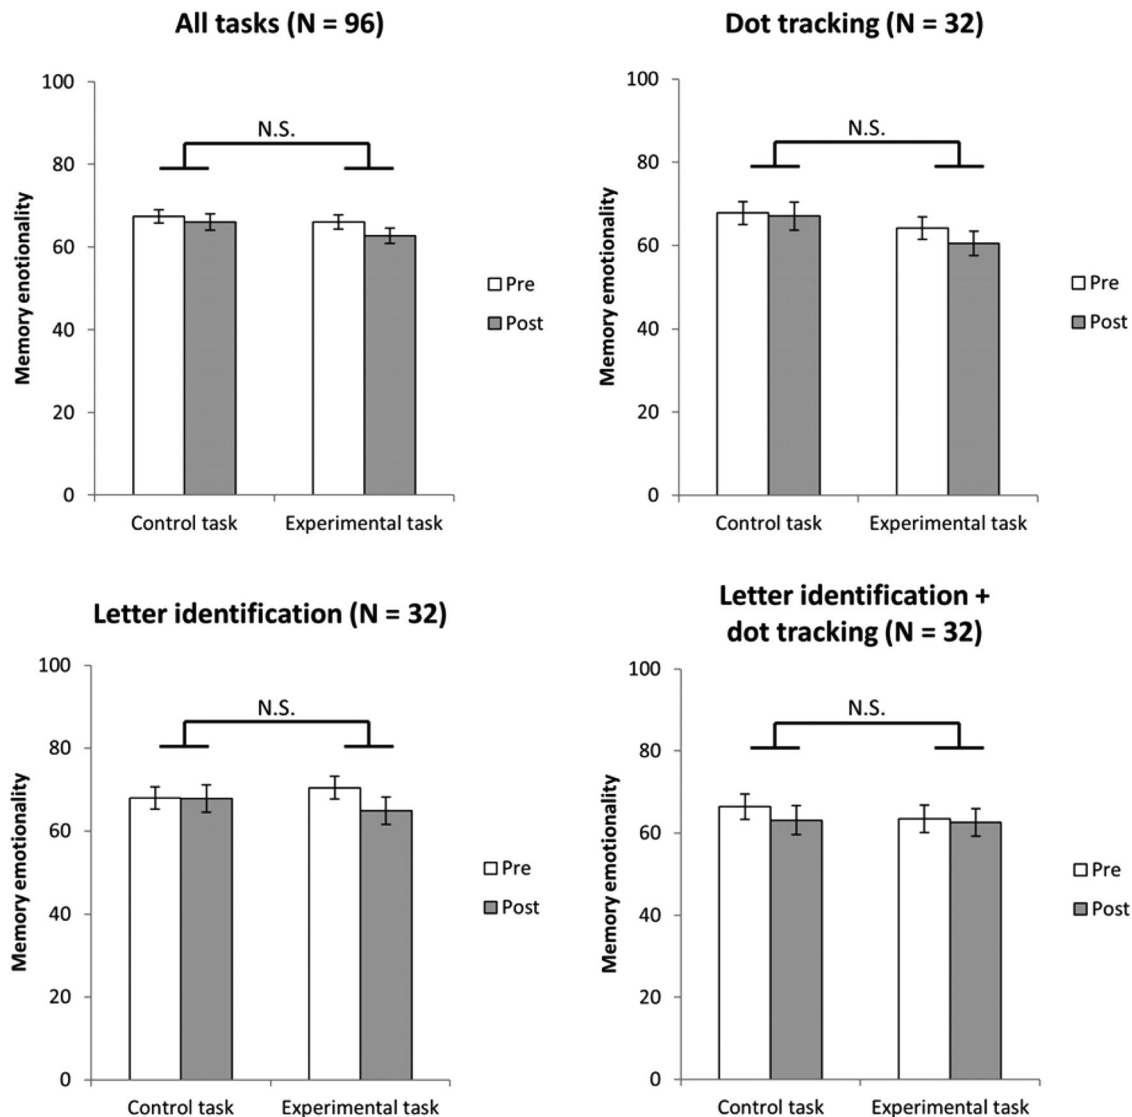 All tasks (N = 96)
100
80
60
40
20
0
Memory enotionality
N.S.
Control task
Experimental task
Pre
Post
Dot tracking (N = 32)
100
80
60
40
20
0
Memory emotionality
N.S.
Control task
Experimental task
Pre
Post
Letter identification (N = 32)
100
80
60
40
20
0
Memory emotionality
N.S.
Control task
Experimental task
Pre
Post
Letter identification +
dot tracking (N = 32)
100
80
60
40
20
0
Memory emotionality
N.S.
Control task
Experimental task
Pre
Post